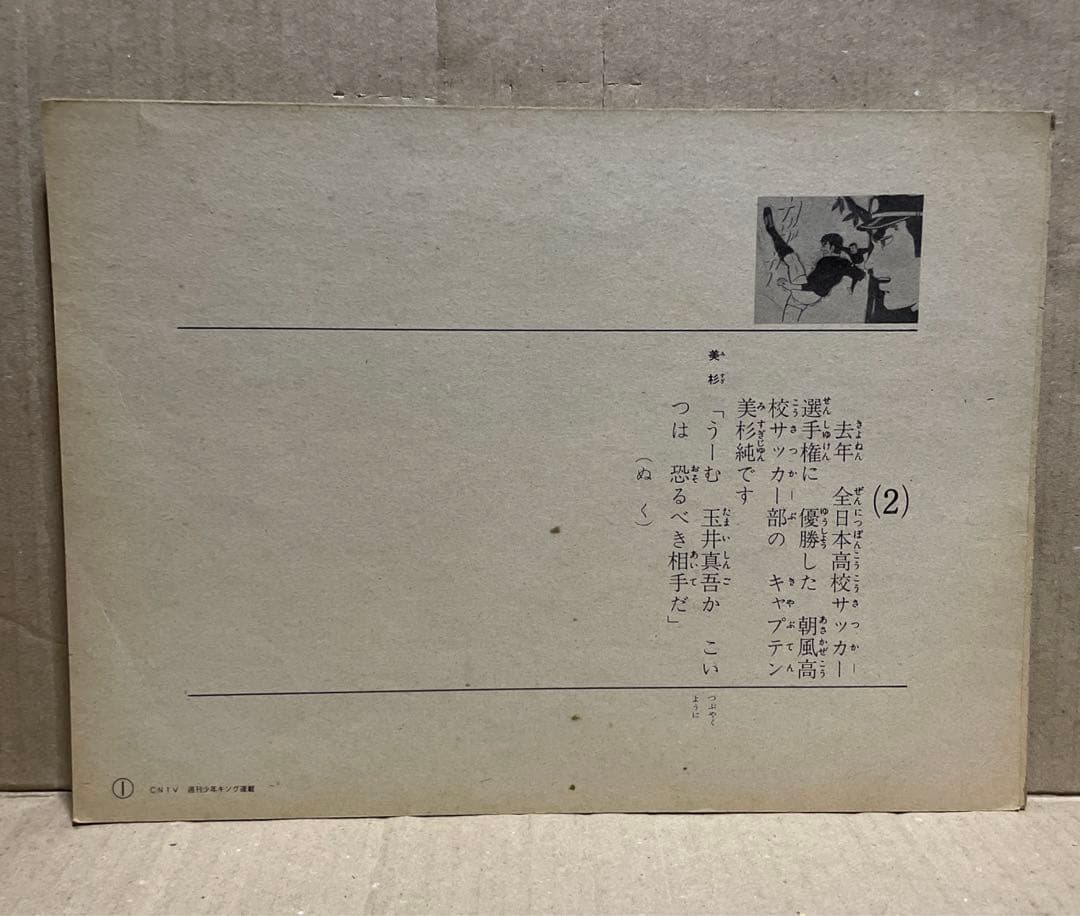 (2)
去年 全日本高校サッカー
選手権に 優勝した 朝風高
校サッカー部の キャプテン
美杉純です
美杉 「うーむ 玉井真吾か こい
つは 恐るべき相手だ」
(ぬく)
つぶやく
ように
① CNTV 週刊少年キング連載